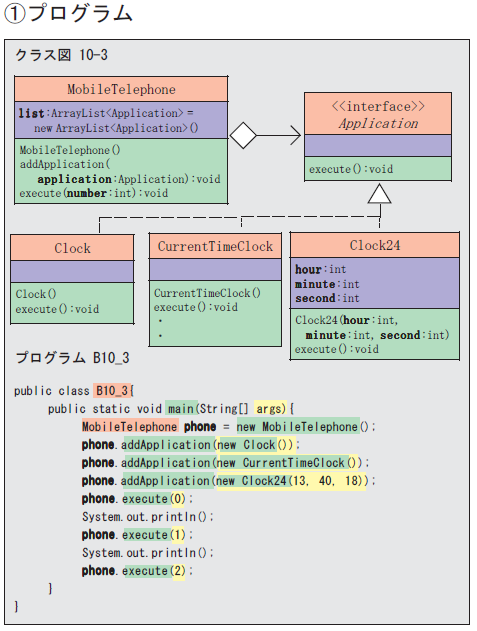 ①プログラム
クラス図 10-3
MobileTelephone
list:ArrayList<Application> =
new ArrayList<Application>()
MobileTelephone()
addApplication(
application:Application):void
execute(number:int):void
<<interface>>
Application
execute():void
Clock
Clock()
execute():void
CurrentTimeClock
CurrentTimeClock()
execute():void
・
・
Clock24
hour:int
minute:int
second:int
Clock24(hour:int,
minute:int, second:int)
execute():void
プログラム B10_3
public class B10_3{
public static void main(String[] args){
MobileTelephone phone = new MobileTelephone();
phone.addApplication(new Clock());
phone.addApplication(new CurrentTimeClock());
phone.addApplication(new Clock24(13, 40, 18));
phone.execute(0);
System.out.println();
phone.execute(1);
System.out.println();
phone.execute(2);
}
}